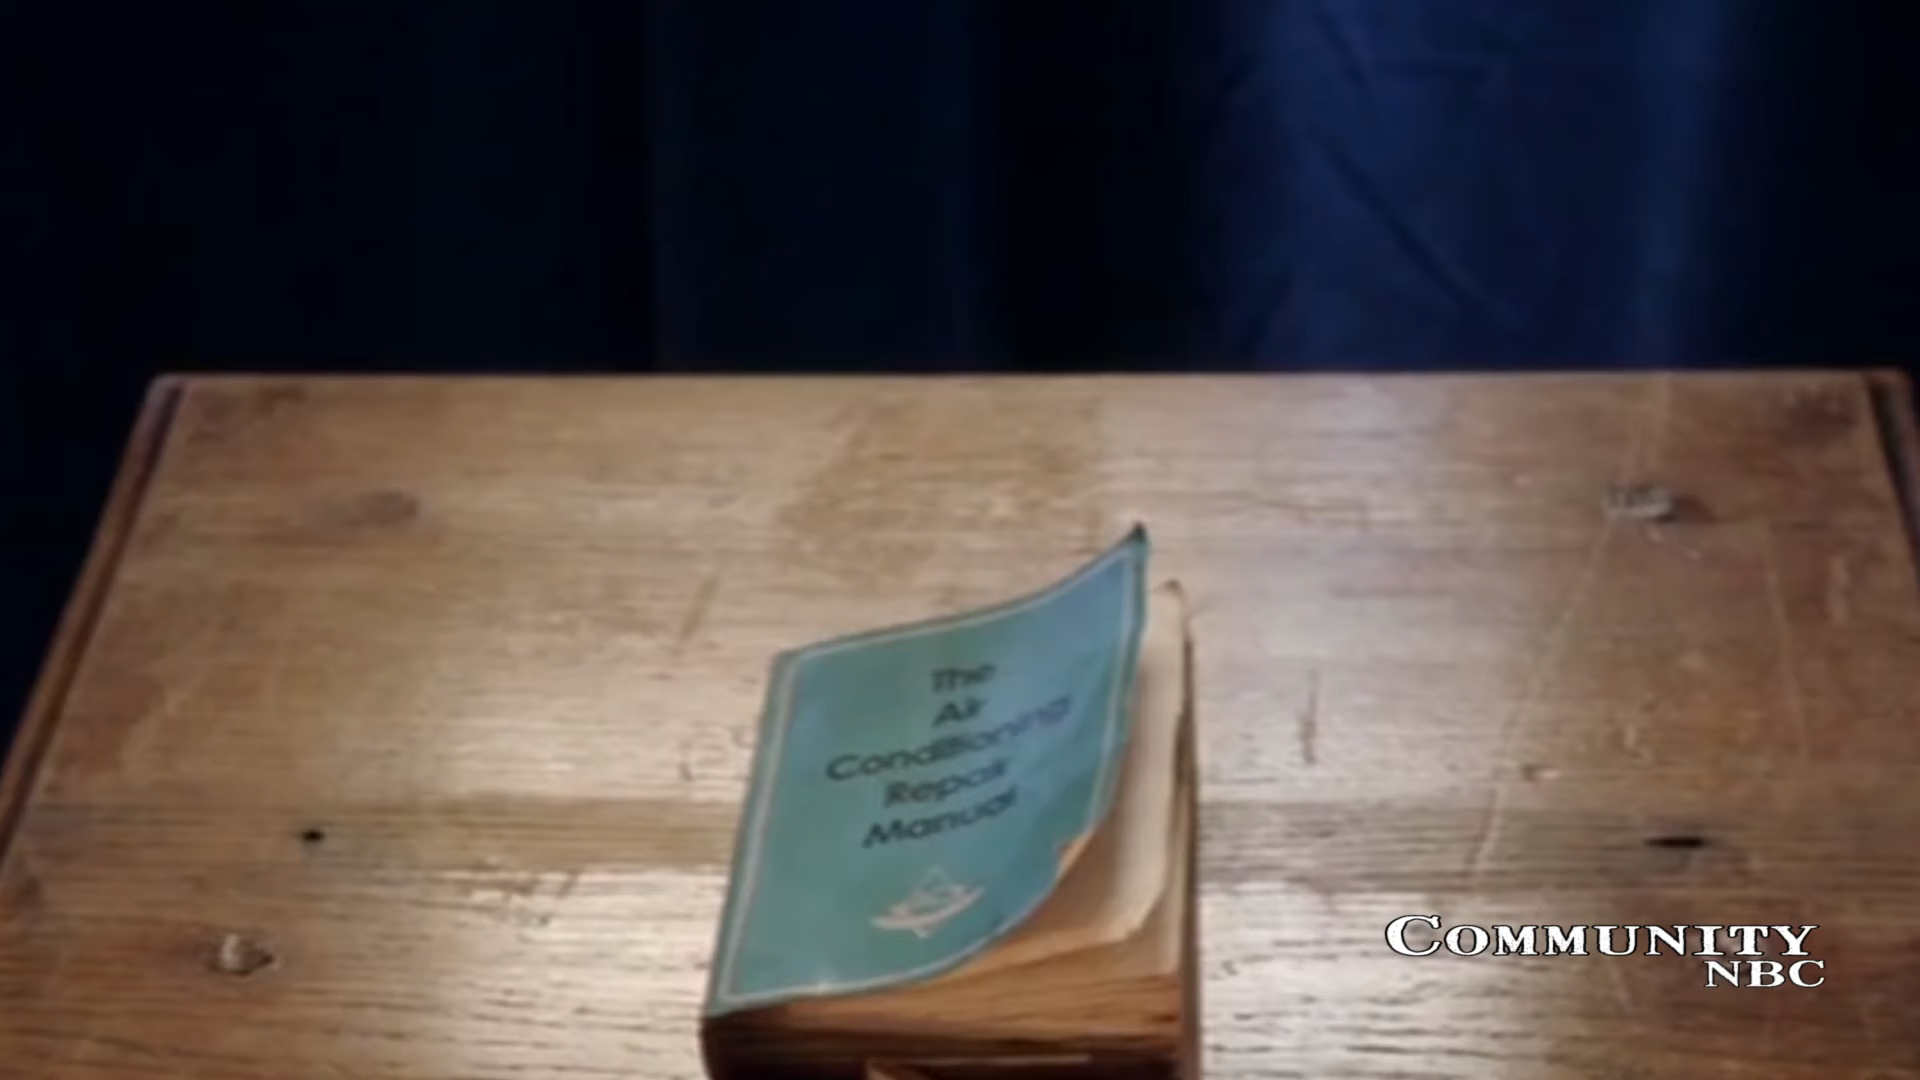 The
Air
Conditioning
Repair
Manual
COMMUNITY
NBC